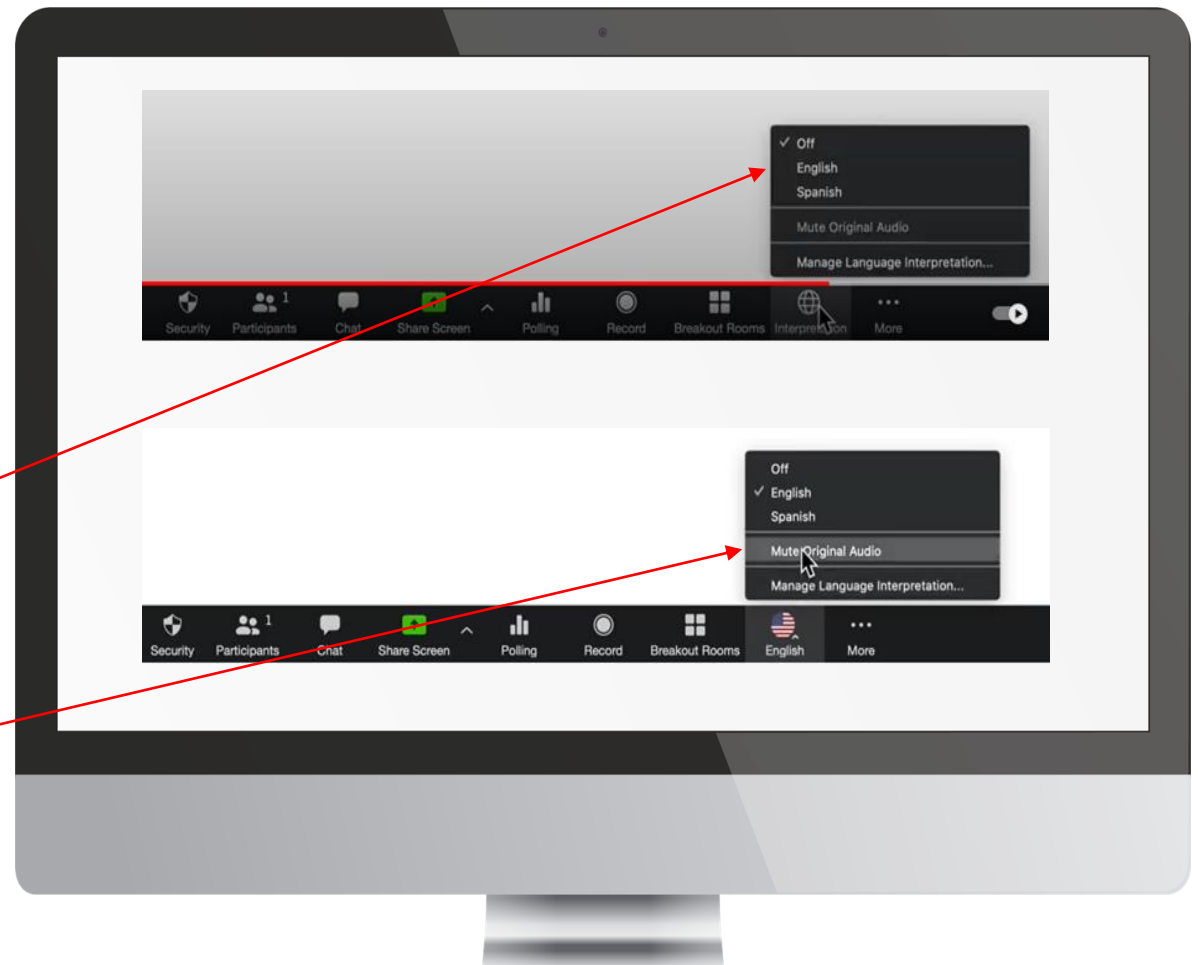 ✓ Off
English
Spanish
Mute Original Audio
Manage Language Interpretation...
1
Security Participants Chat Share Screen Polling Record Breakout Rooms Interpretation More
Off
✓ English
Spanish
Mute Original Audio
Manage Language Interpretation...
1
Security Participants Chat Share Screen Polling Record Breakout Rooms English More